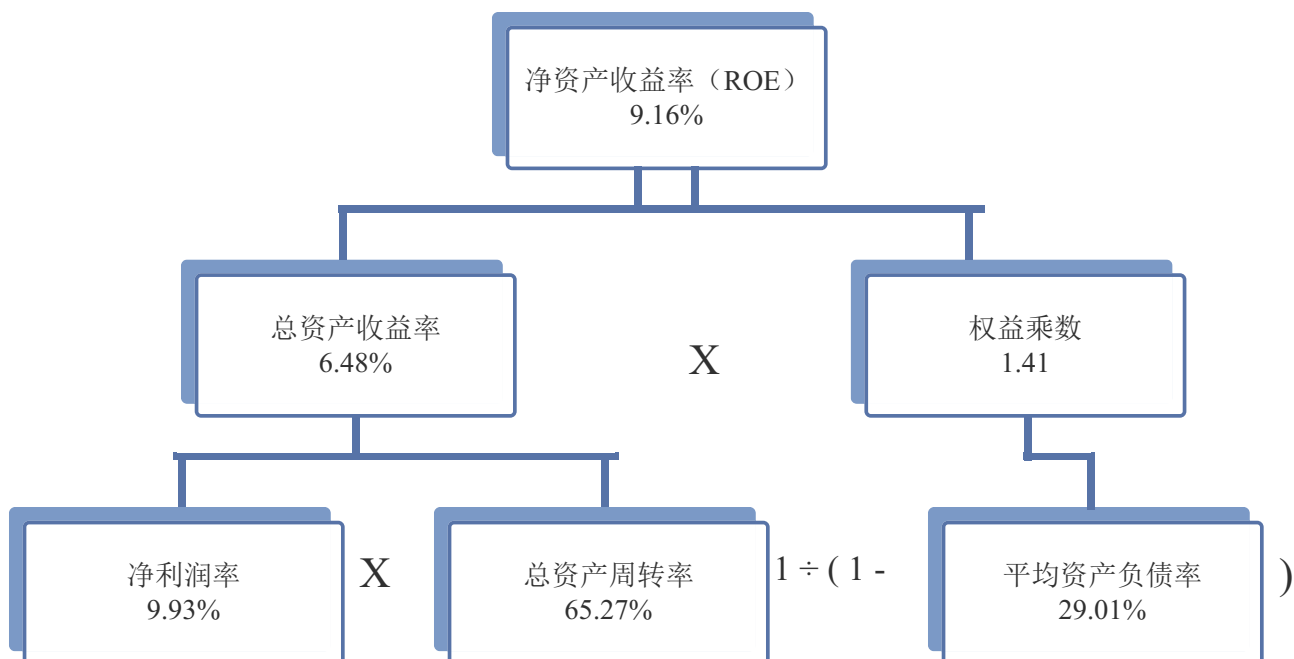 净资产收益率（ROE）
9.16%
总资产收益率
6.48%
X
权益乘数
1.41
净利润率
9.93%
X
总资产周转率
65.27%
1 ÷ ( 1 -
平均资产负债率
29.01%
)